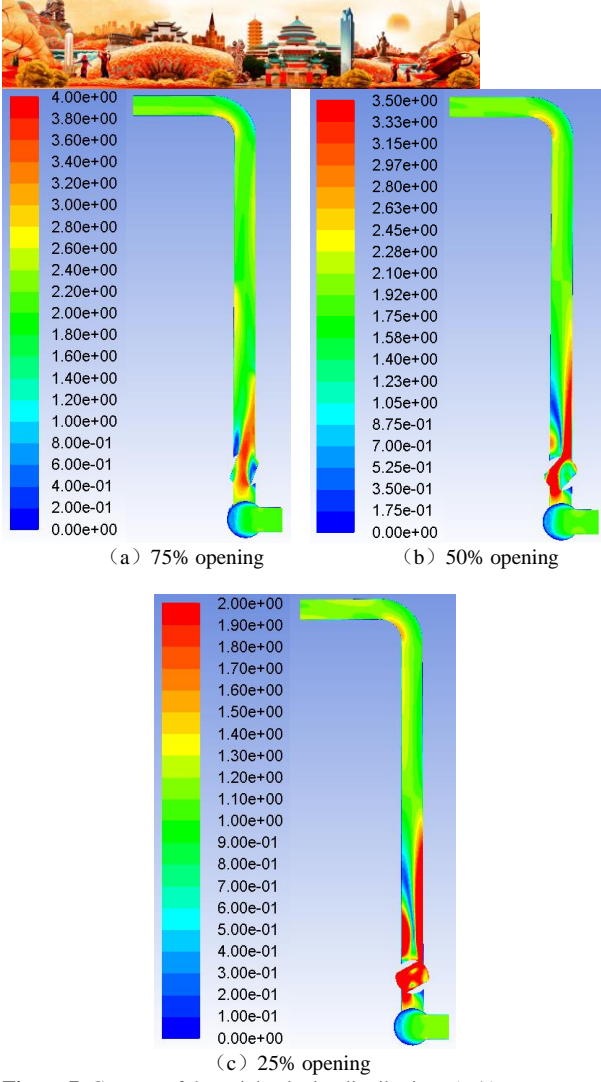 4.00e+00
3.80e+00
3.60e+00
3.40e+00
3.20e+00
3.00e+00
2.80e+00
2.60e+00
2.40e+00
2.20e+00
2.00e+00
1.80e+00
1.60e+00
1.40e+00
1.20e+00
1.00e+00
8.00e-01
6.00e-01
4.00e-01
2.00e-01
0.00e+00
（a）75% opening
3.50e+00
3.33e+00
3.15e+00
2.97e+00
2.80e+00
2.63e+00
2.45e+00
2.28e+00
2.10e+00
1.92e+00
1.75e+00
1.58e+00
1.40e+00
1.23e+00
1.05e+00
8.75e-01
7.00e-01
5.25e-01
3.50e-01
1.75e-01
0.00e+00
（b）50% opening
2.00e+00
1.90e+00
1.80e+00
1.70e+00
1.60e+00
1.50e+00
1.40e+00
1.30e+00
1.20e+00
1.10e+00
1.00e+00
9.00e-01
8.00e-01
7.00e-01
6.00e-01
5.00e-01
4.00e-01
3.00e-01
2.00e-01
1.00e-01
0.00e+00
（c）25% opening